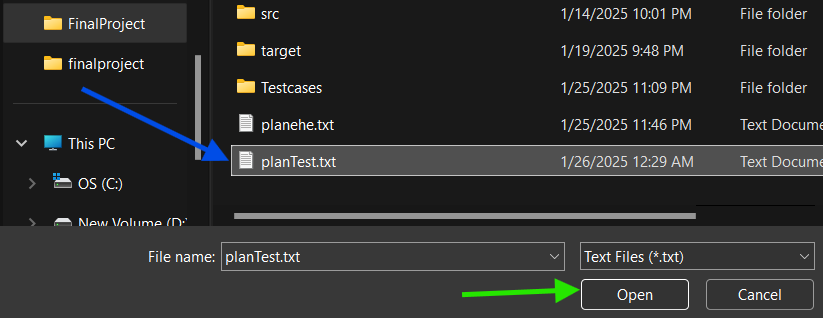 FinalProject
finalproject
This PC
OS (C:)
New Volume (D:
src 1/14/2025 10:01 PM File folder
target 1/19/2025 9:48 PM File folder
Testcases 1/25/2025 11:09 PM File folder
planehe.txt 1/25/2025 11:46 PM Text Docume
planTest.txt 1/26/2025 12:29 AM Text Docume
File name: planTest.txt Text Files (*.txt)
Open Cancel